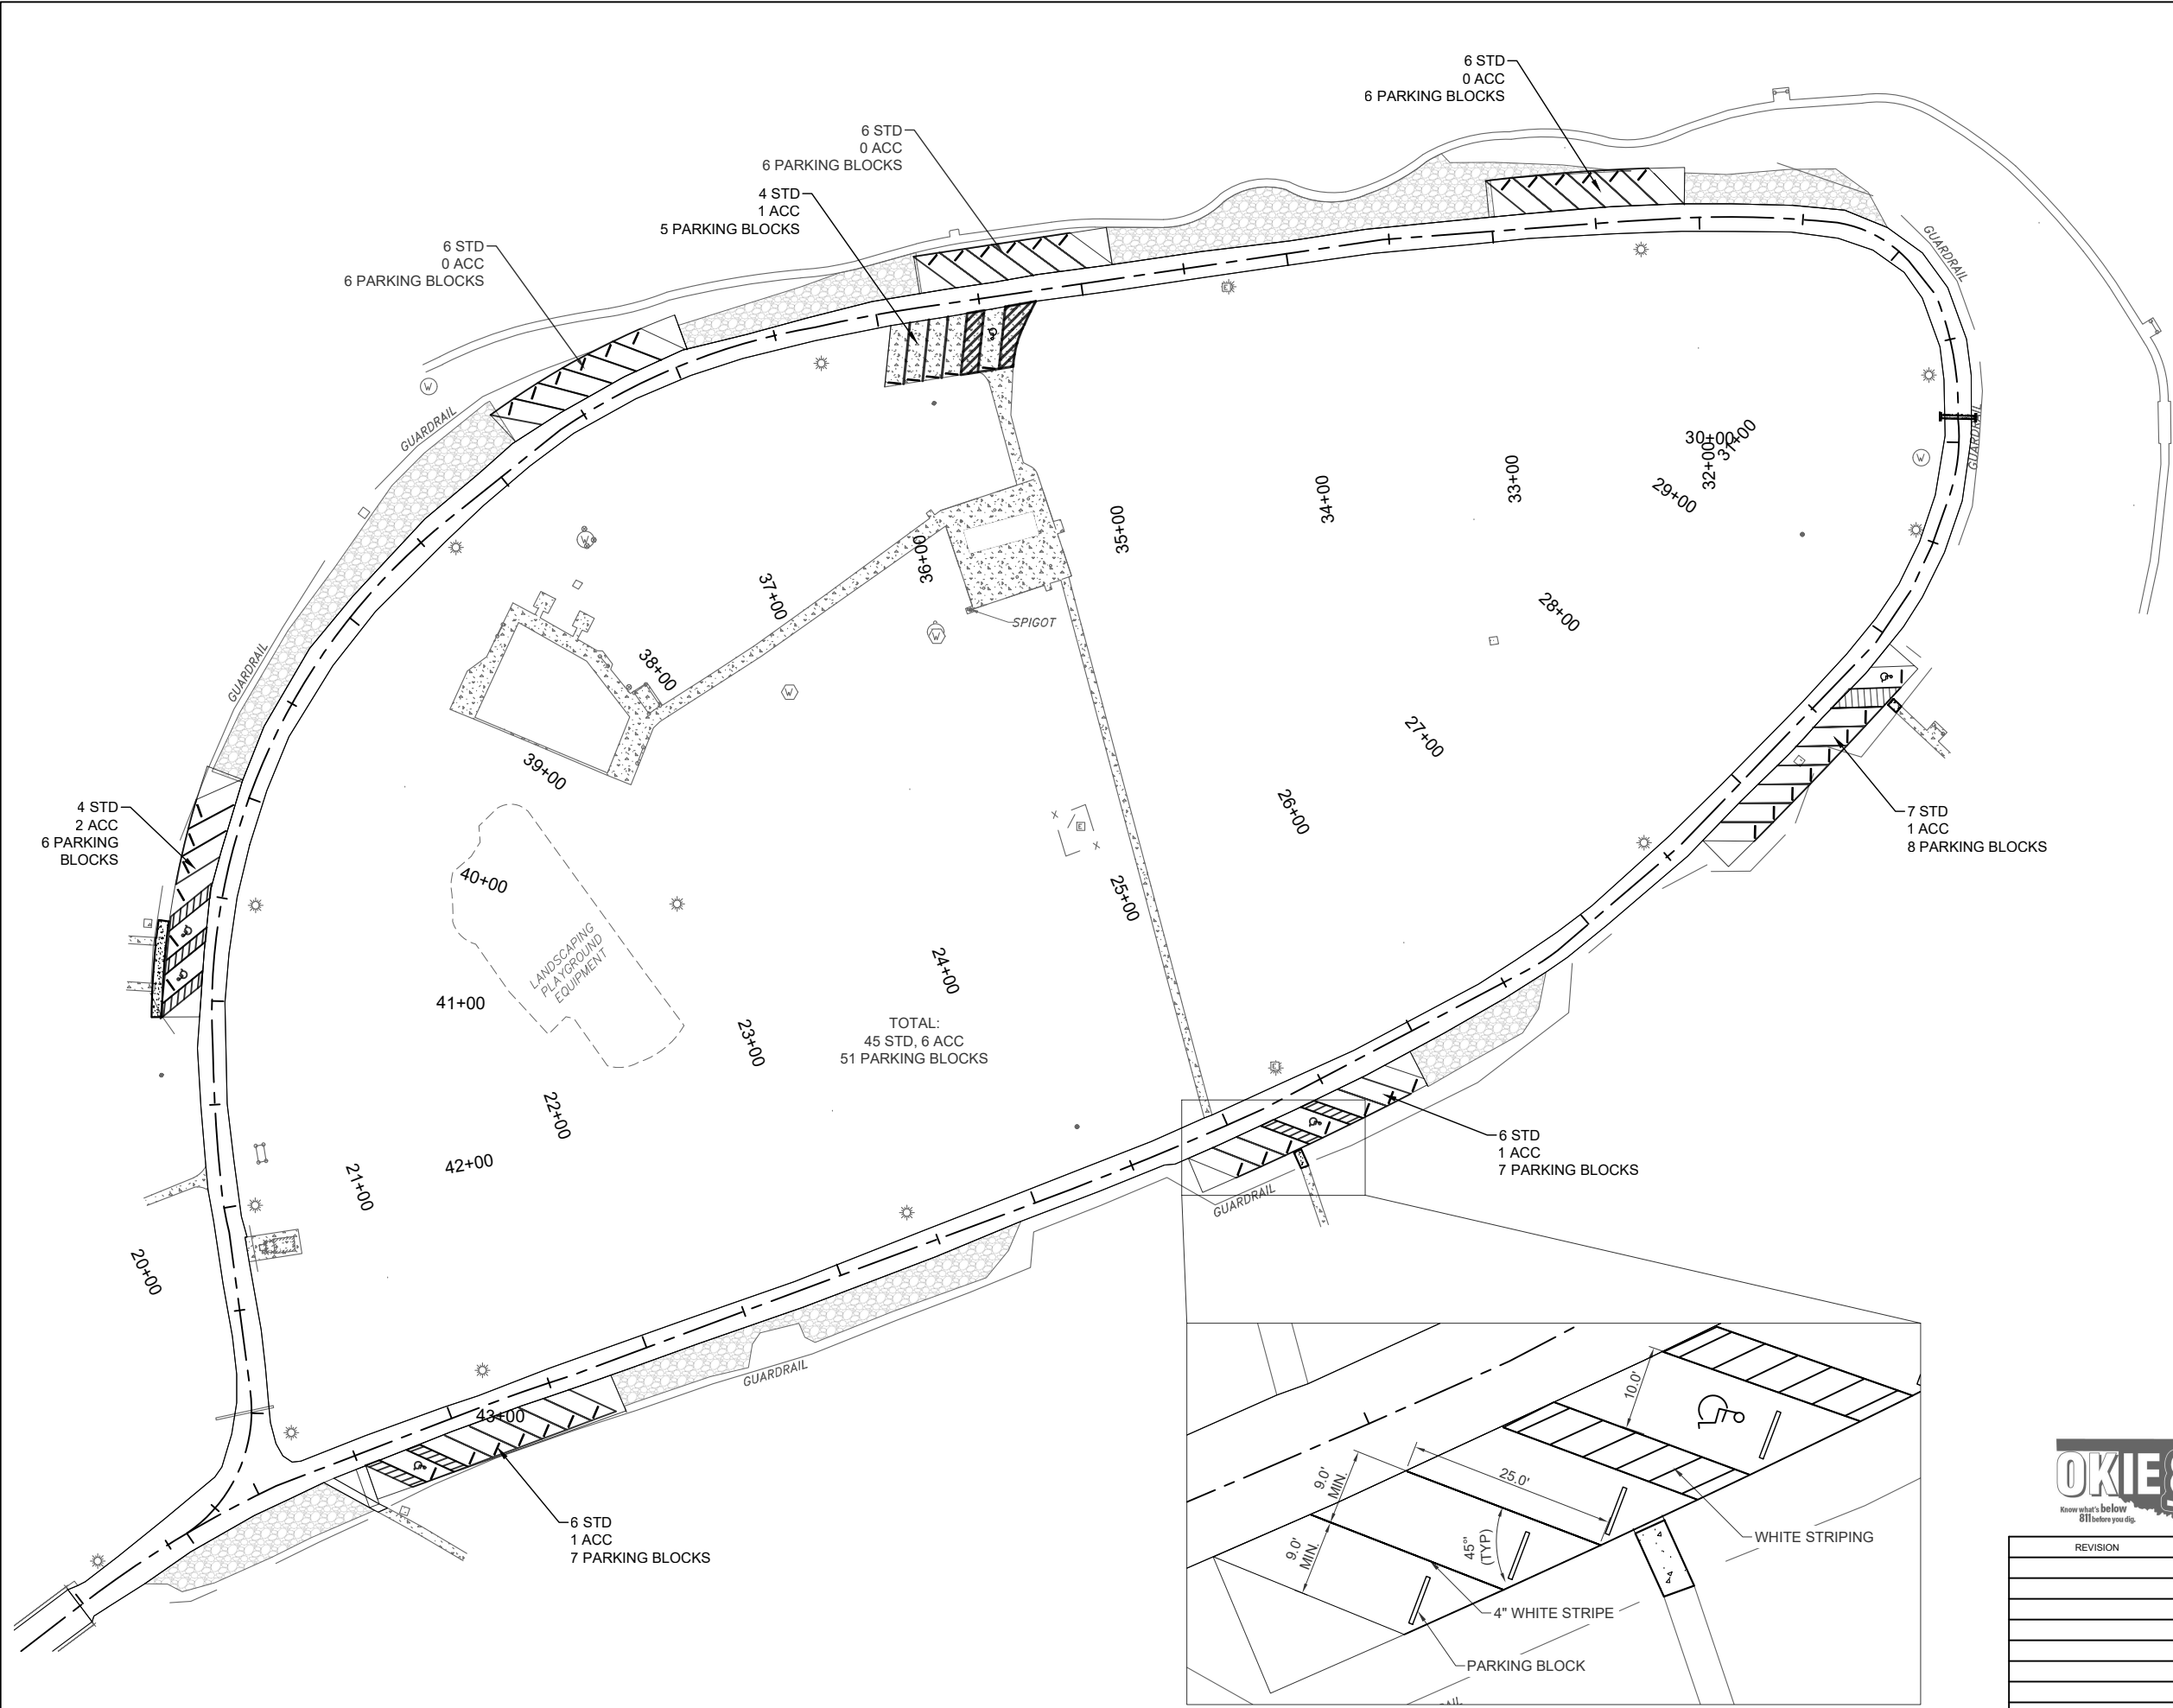 6 STD
0 ACC
6 PARKING BLOCKS
6 STD
0 ACC
6 PARKING BLOCKS
4 STD
1 ACC
5 PARKING BLOCKS
6 STD
0 ACC
6 PARKING BLOCKS
GUARDRAIL
GUARDRAIL
GUARDRAIL
GUARDRAIL
W
W
W
W
W
E
30+00
31+00
32+00
29+00
33+00
34+00
35+00
36+00
37+00
38+00
39+00
28+00
27+00
26+00
25+00
24+00
23+00
22+00
21+00
20+00
40+00
41+00
42+00
43+00
SPIGOT
4 STD
2 ACC
6 PARKING
BLOCKS
7 STD
1 ACC
8 PARKING BLOCKS
X
E
X
LANDSCAPING
PLAYGROUND
EQUIPMENT
TOTAL:
45 STD, 6 ACC
51 PARKING BLOCKS
6 STD
1 ACC
7 PARKING BLOCKS
GUARDRAIL
GUARDRAIL
6 STD
1 ACC
7 PARKING BLOCKS
10.0'
25.0'
9.0'
MIN.
9.0'
MIN.
45°
(TYP)
WHITE STRIPING
4" WHITE STRIPE
PARKING BLOCK
OKIE8
Know what's below
811 before you dig.
REVISION